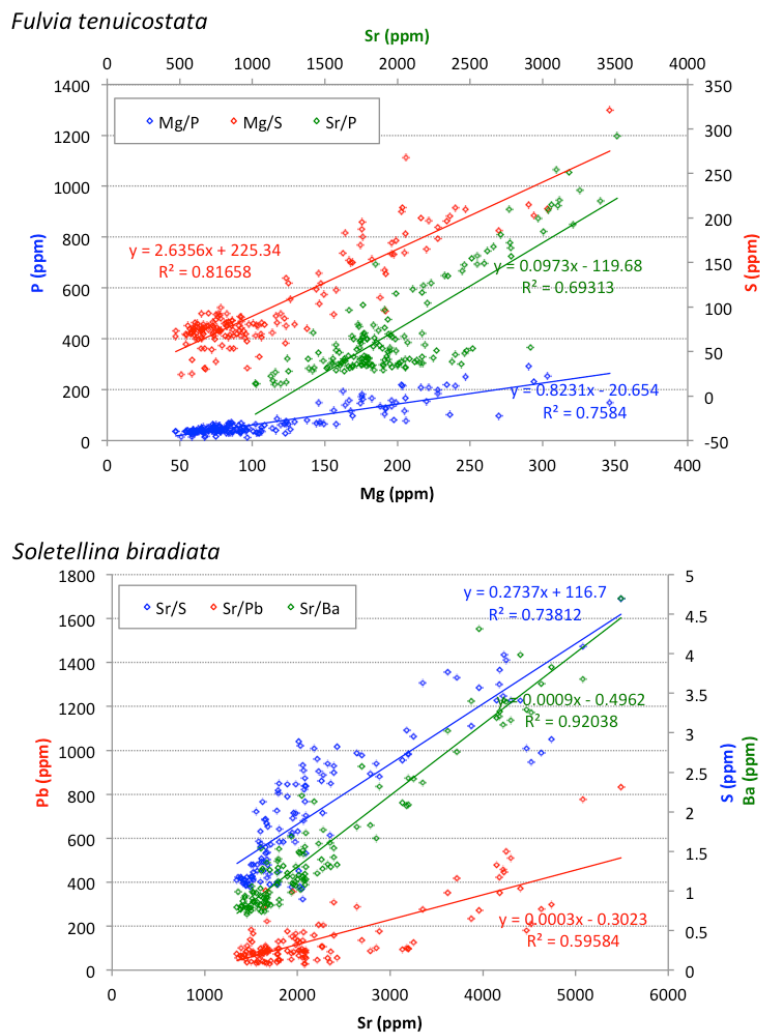 Fulvia tenuicostata
Sr (ppm)
0 500 1000 1500 2000 2500 3000 3500 4000
1400 350
Mg/P Mg/S Sr/P
1200 300
1000 250
800 200
y = 2.6356x + 225.34
R² = 0.81658
P (ppm)
S (ppm)
y = 0.0973x - 119.68
R² = 0.69313
600 150
400 100
50
200 0
y = 0.8231x - 20.654
R² = 0.7584
0 -50
0 50 100 150 200 250 300 350 400
Mg (ppm)
Soletellina biradiata
1800 5
Sr/S Sr/Pb Sr/Ba
y = 0.2737x + 116.7
R² = 0.73812
1600 4.5
1400 4
1200 3.5
y = 0.0009x - 0.4962
R² = 0.92038
1000 3
Pb (ppm)
S (ppm)
Ba (ppm)
2.5
800 2
600 1.5
400 1
y = 0.0003x - 0.3023
R² = 0.59584
200 0.5
0 0
0 1000 2000 3000 4000 5000 6000
Sr (ppm)